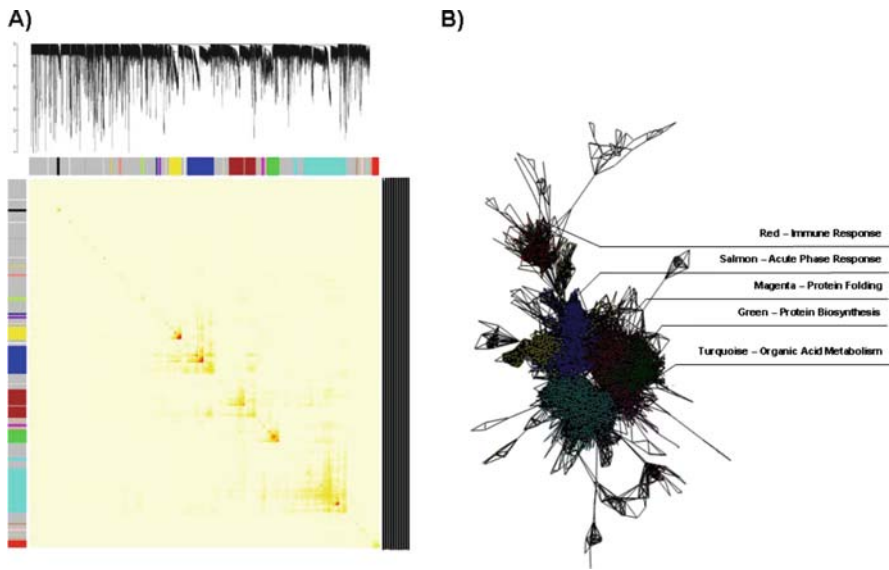 A)
B)
Red – Immune Response
Salmon – Acute Phase Response
Magenta – Protein Folding
Green – Protein Biosynthesis
Turquoise – Organic Acid Metabolism